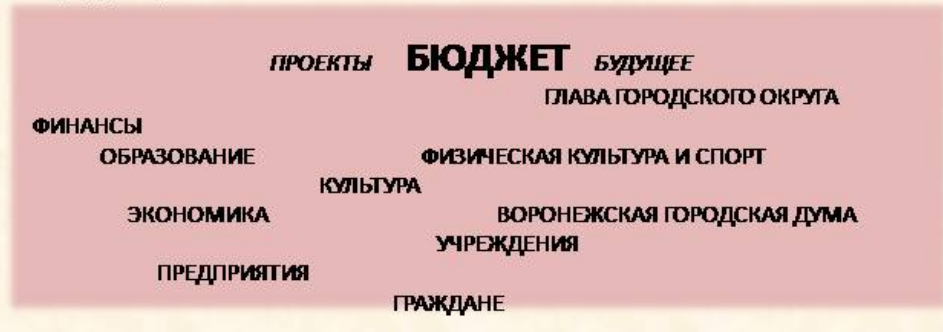 ПРОЕКТЫ БЮДЖЕТ БУДУЩЕЕ
ГЛАВА ГОРОДСКОГО ОКРУГА
ФИНАНСЫ
ОБРАЗОВАНИЕ ФИЗИЧЕСКАЯ КУЛЬТУРА И СПОРТ
КУЛЬТУРА
ЭКОНОМИКА ВОРОНЕЖСКАЯ ГОРОДСКАЯ ДУМА
УЧРЕЖДЕНИЯ
ПРЕДПРИЯТИЯ
ГРАЖДАНЕ